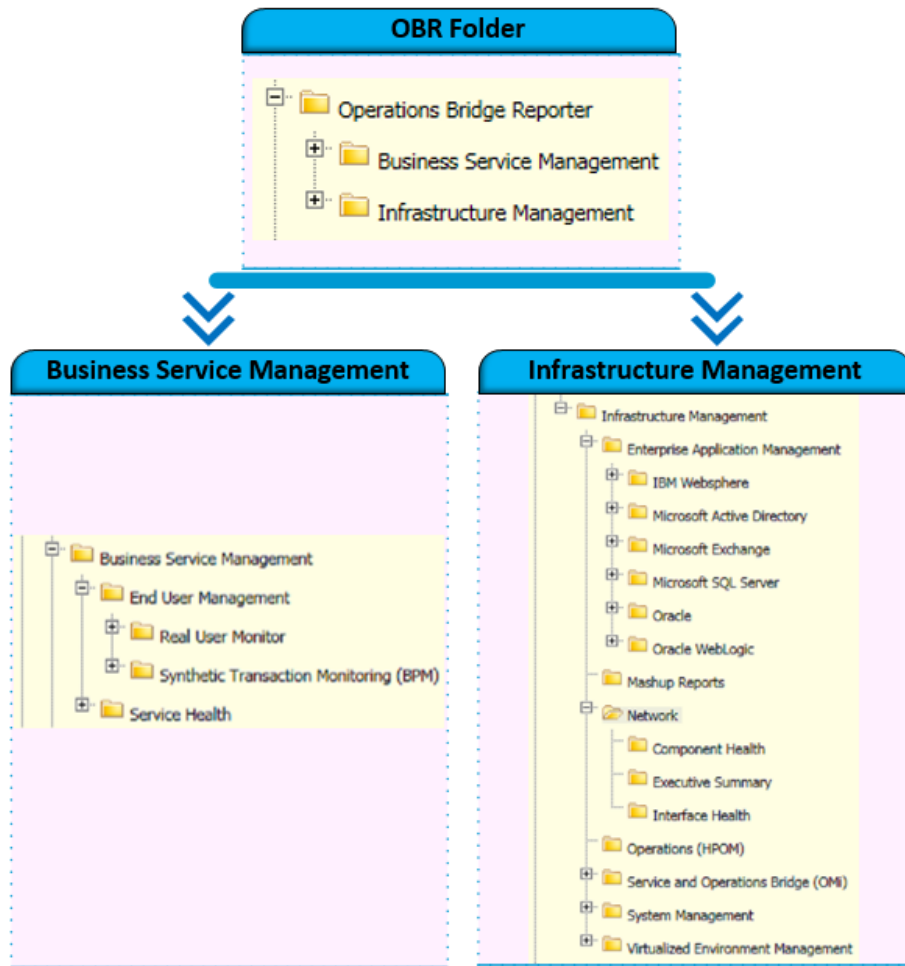 OBR Folder
Operations Bridge Reporter
Business Service Management
Infrastructure Management
Business Service Management
Business Service Management
End User Management
Real User Monitor
Synthetic Transaction Monitoring (BPM)
Service Health
Infrastructure Management
Infrastructure Management
Enterprise Application Management
IBM Websphere
Microsoft Active Directory
Microsoft Exchange
Microsoft SQL Server
Oracle
Oracle WebLogic
Mashup Reports
Network
Component Health
Executive Summary
Interface Health
Operations (HPOM)
Service and Operations Bridge (OMi)
System Management
Virtualized Environment Management